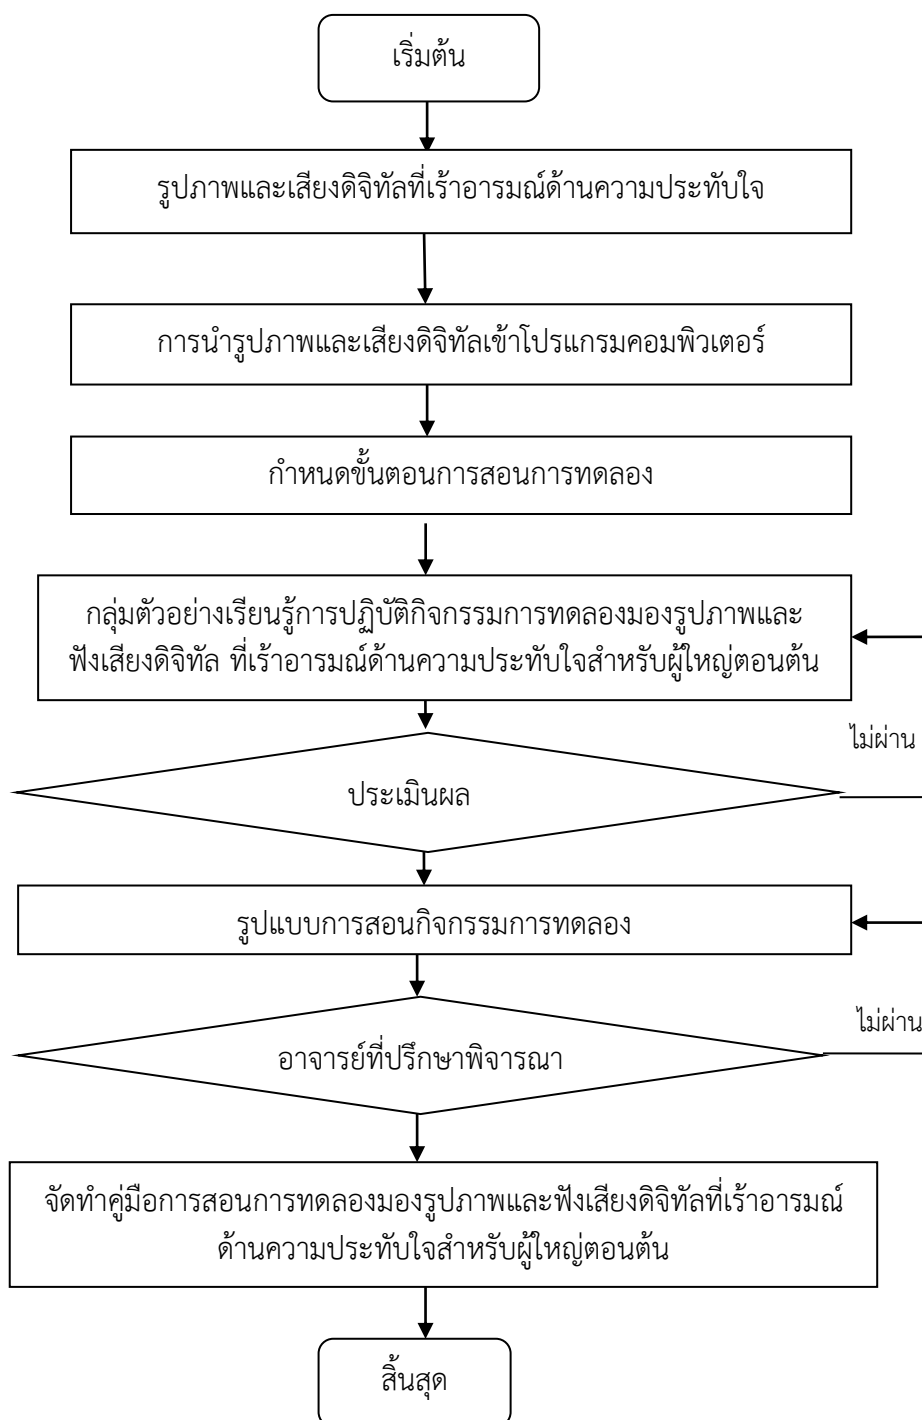 เริ่มต้น
รูปภาพและเสียงดิจิทัลที่เร้าอารมณ์ด้านความประทับใจ
การนำรูปภาพและเสียงดิจิทัลเข้าโปรแกรมคอมพิวเตอร์
กำหนดขั้นตอนการสอนการทดลอง
กลุ่มตัวอย่างเรียนรู้การปฏิบัติกิจกรรมการทดลองมองรูปภาพและ
ฟังเสียงดิจิทัล ที่เร้าอารมณ์ด้านความประทับใจสำหรับผู้ใหญ่ตอนต้น
ไม่ผ่าน
ประเมินผล
รูปแบบการสอนกิจกรรมการทดลอง
ไม่ผ่าน
อาจารย์ที่ปรึกษาพิจารณา
จัดทำคู่มือการสอนการทดลองมองรูปภาพและฟังเสียงดิจิทัลที่เร้าอารมณ์
ด้านความประทับใจสำหรับผู้ใหญ่ตอนต้น
สิ้นสุด